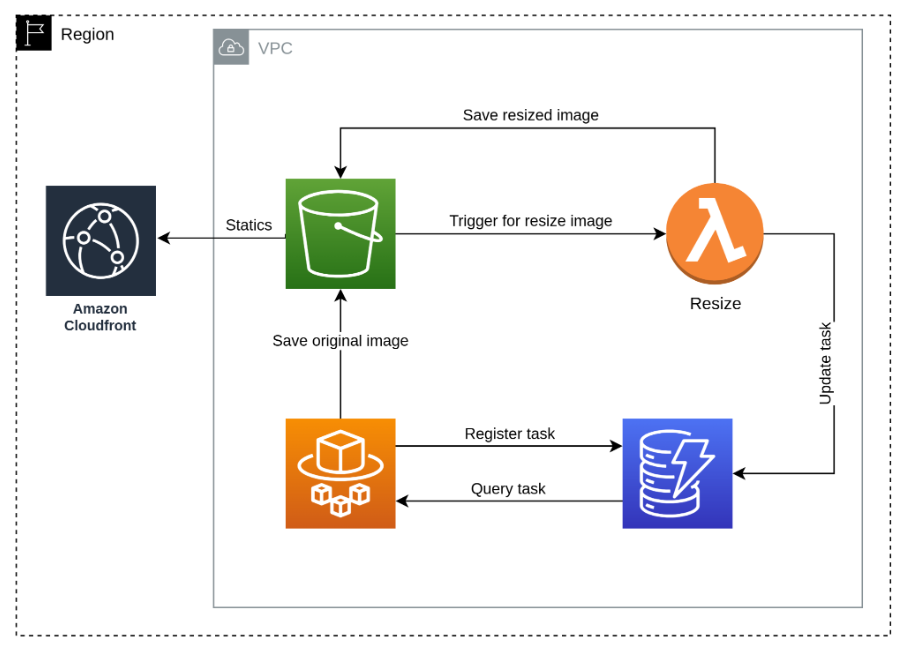 Region
VPC
Save resized image
Statics
Trigger for resize image
Amazon
Cloudfront
Resize
Save original image
Update task
Register task
Query task